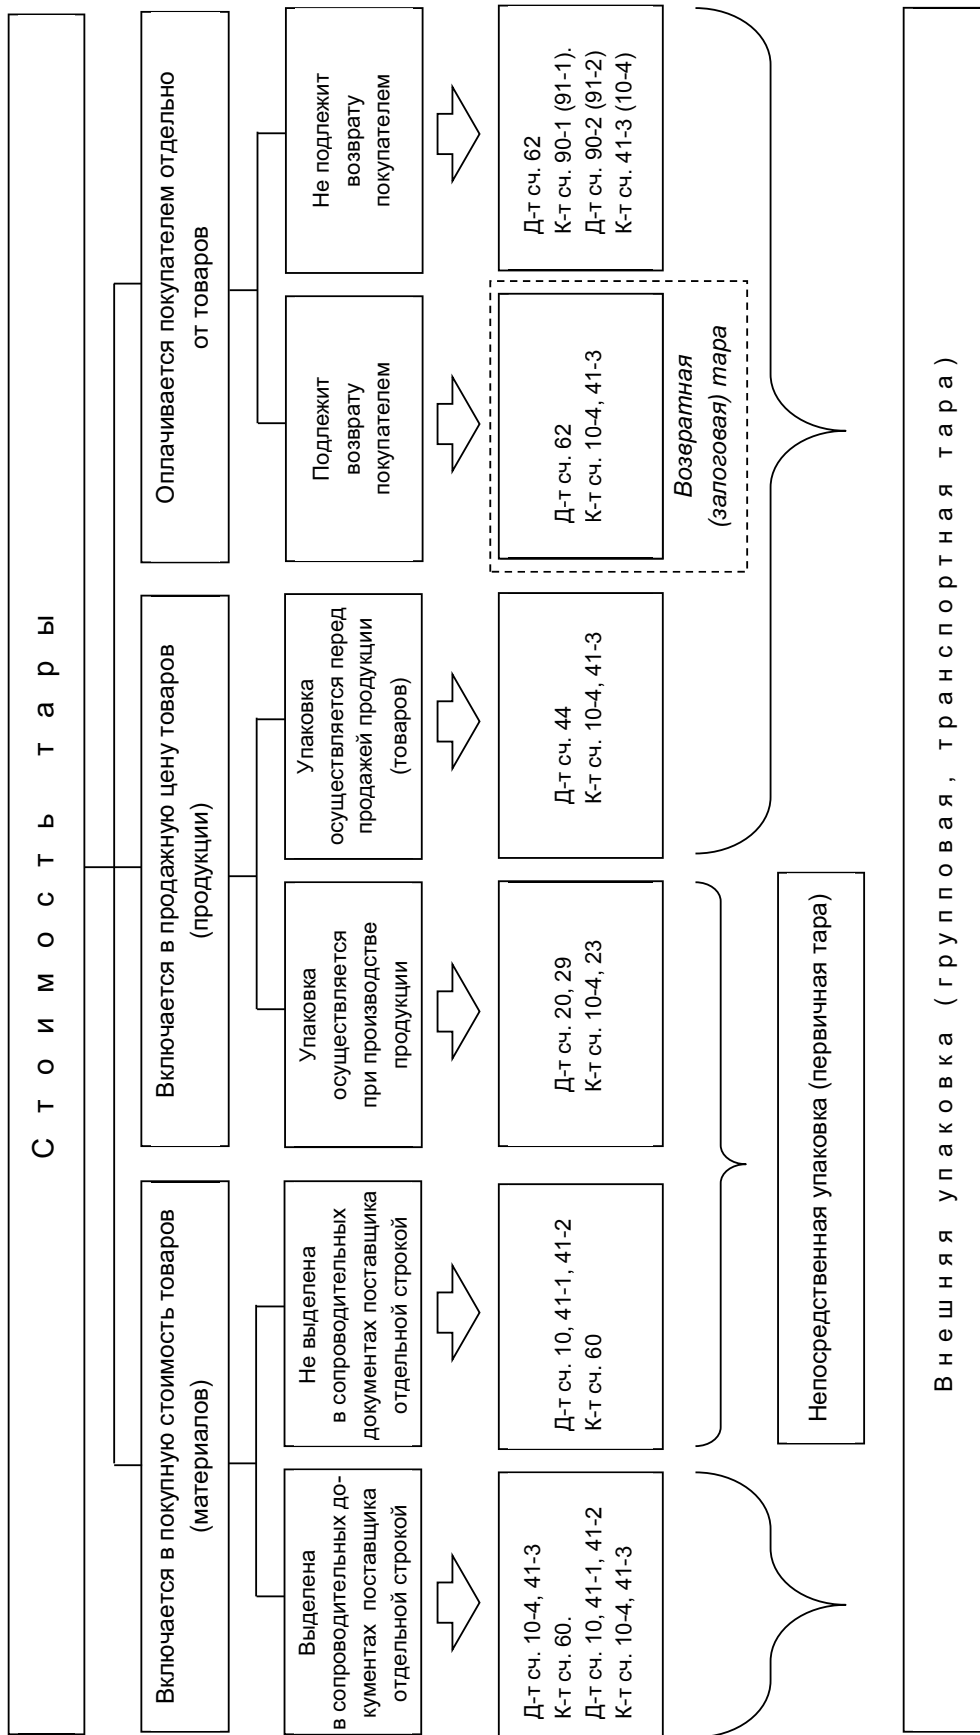 Стоимость тары
Включается в покупную стоимость товаров
(материалов)
Включается в продажную цену товаров
(продукции)
Оплачивается покупателем отдельно
от товаров
Выделена
в сопроводительных до-
кументах поставщика
отдельной строкой
Не выделена
в сопроводительных
документах поставщика
отдельной строкой
Упаковка
осуществляется
при производстве
продукции
Упаковка
осуществляется перед
продажей продукции
(товаров)
Подлежит
возврату
покупателем
Не подлежит
возврату
покупателем
Д-т сч. 10-4, 41-3
К-т сч. 60.
Д-т сч. 10, 41-1, 41-2
К-т сч. 10-4, 41-3
Д-т сч. 10, 41-1, 41-2
К-т сч. 60
Д-т сч. 20, 29
К-т сч. 10-4, 23
Д-т сч. 44
К-т сч. 10-4, 41-3
Д-т сч. 62
К-т сч. 10-4, 41-3
Возвратная
(залоговая) тара
Д-т сч. 62
К-т сч. 90-1 (91-1).
Д-т сч. 90-2 (91-2)
К-т сч. 41-3 (10-4)
Непосредственная упаковка (первичная тара)
Внешняя упаковка (групповая, транспортная тара)